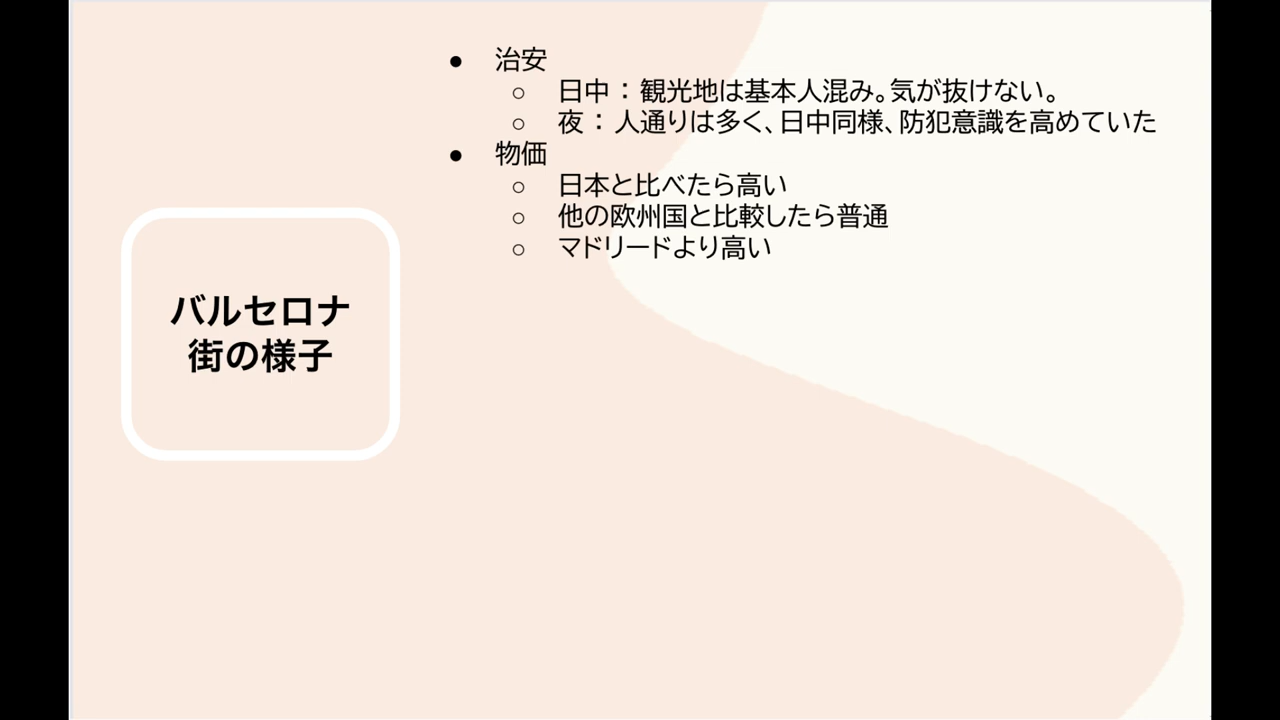 バルセロナ
街の様子
● 治安
○ 日中：観光地は基本人混み。気が抜けない。
○ 夜：人通りは多く、日中同様、防犯意識を高めていた
● 物価
○ 日本と比べたら高い
○ 他の欧州国と比較したら普通
○ マドリードより高い